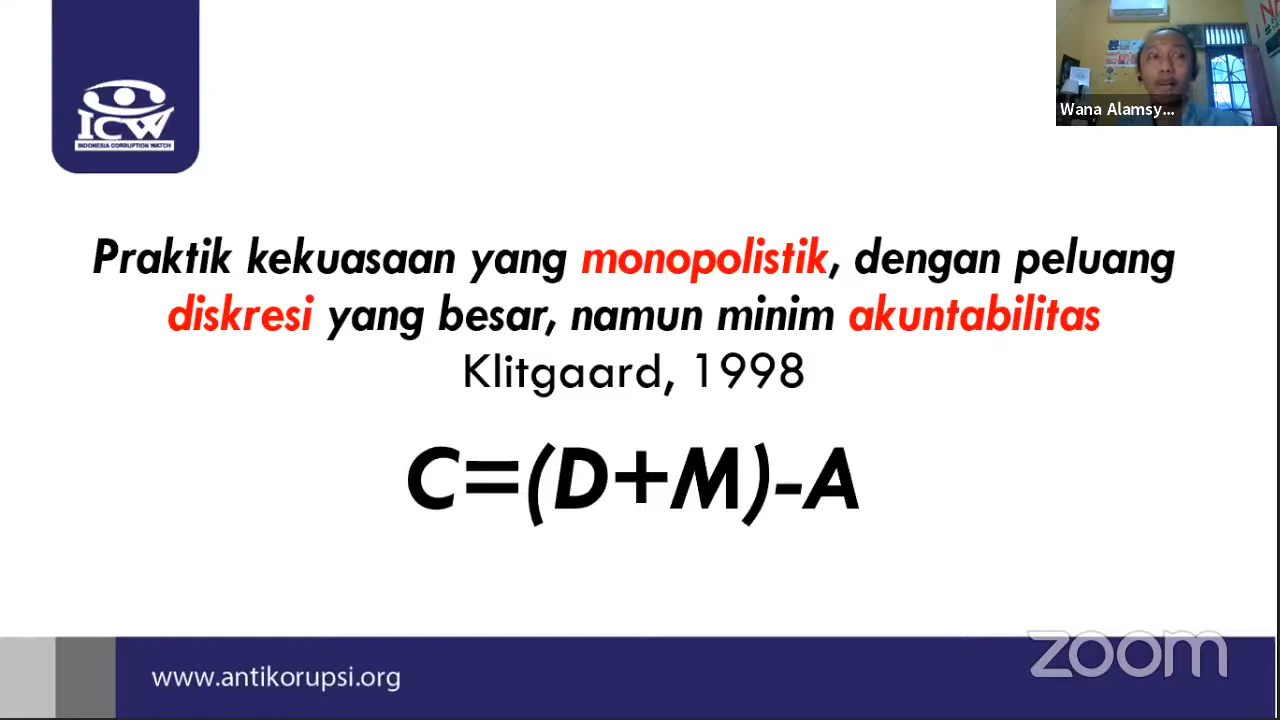 Wana Alamsy...
ICW
INDONESIA CORRUPTION WATCH
Praktik kekuasaan yang monopolistik, dengan peluang
diskresi yang besar, namun minim akuntabilitas
Klitgaard, 1998
C=(D+M)-A
zoom
www.antikorupsi.org